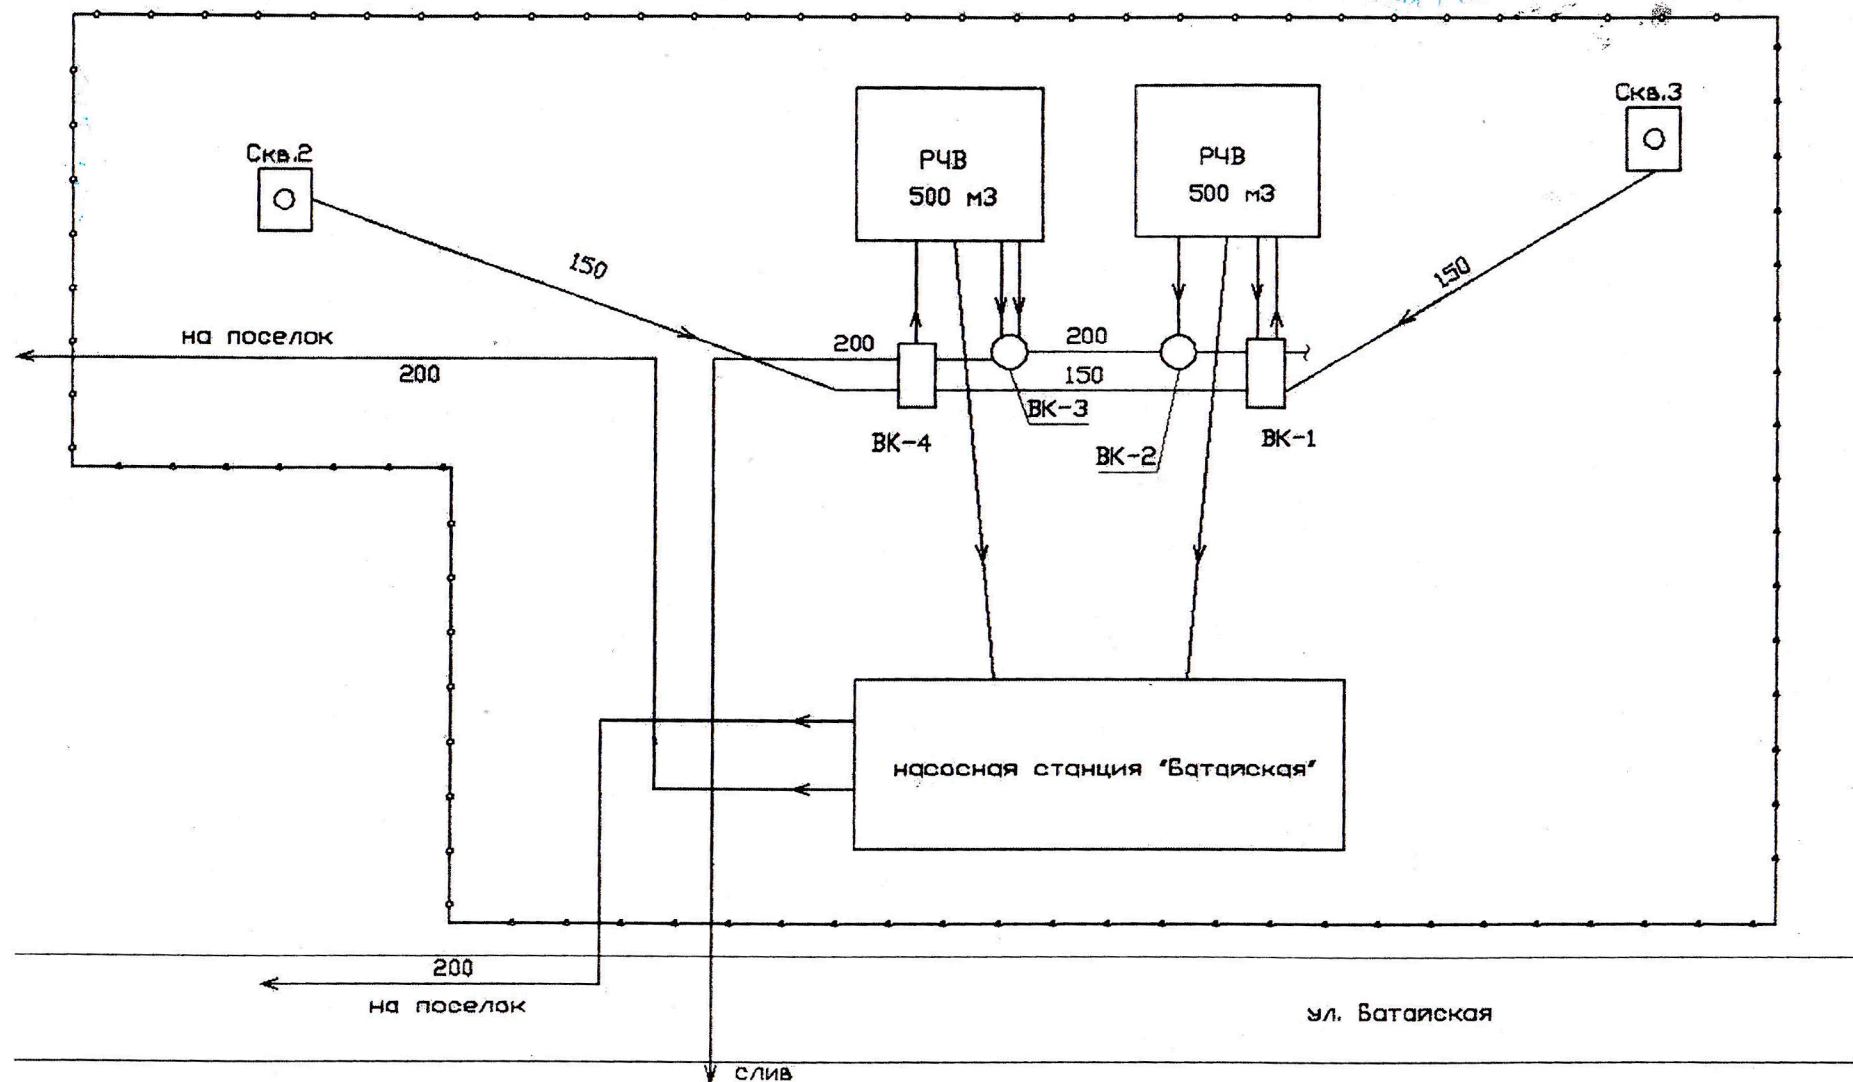 Скв.3
Скв.2
РЧВ
500 м3
РЧВ
500 м3
150
150
на поселок
200
200
200
150
ВК-3
ВК-4
ВК-2
ВК-1
насосная станция "Батайская"
200
на поселок
ул. Батайская
слив